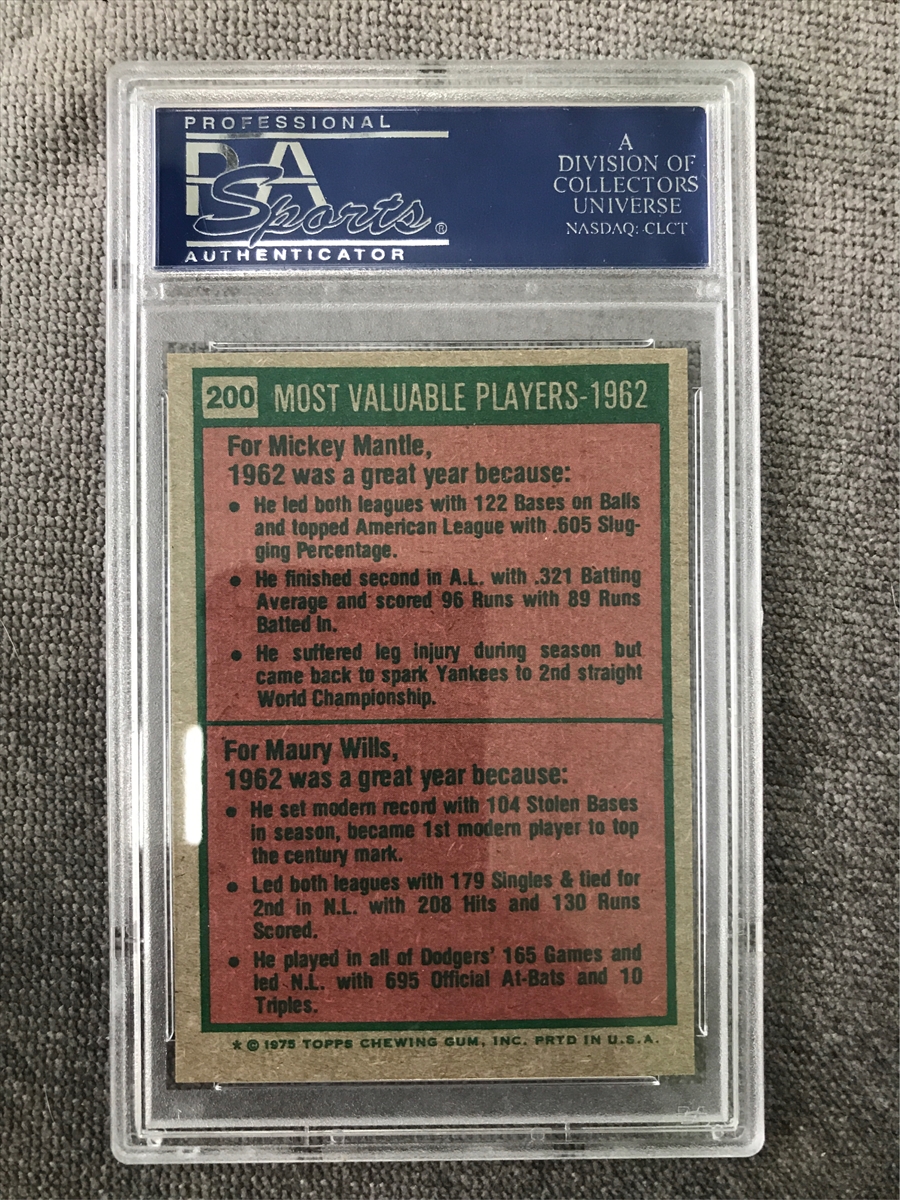 PROFESSIONAL
PSA
Sports®
AUTHENTICATOR
A
DIVISION OF
COLLECTORS
UNIVERSE
NASDAQ: CLCT
200 MOST VALUABLE PLAYERS-1962
For Mickey Mantle,
1962 was a great year because:
● He led both leagues with 122 Bases on Balls
and topped American League with .605 Slug-
ging Percentage.
● He finished second in A.L. with .321 Batting
Average and scored 96 Runs with 89 Runs
Batted In.
● He suffered leg injury during season but
came back to spark Yankees to 2nd straight
World Championship.
For Maury Wills,
1962 was a great year because:
● He set modern record with 104 Stolen Bases
in season, became 1st modern player to top
the century mark.
● Led both leagues with 179 Singles & tied for
2nd in N.L. with 208 Hits and 130 Runs
Scored.
● He played in all of Dodgers' 165 Games and
led N.L. with 695 Official At-Bats and 10
Triples.
* © 1975 TOPPS CHEWING GUM, INC. PRTD IN U.S.A.